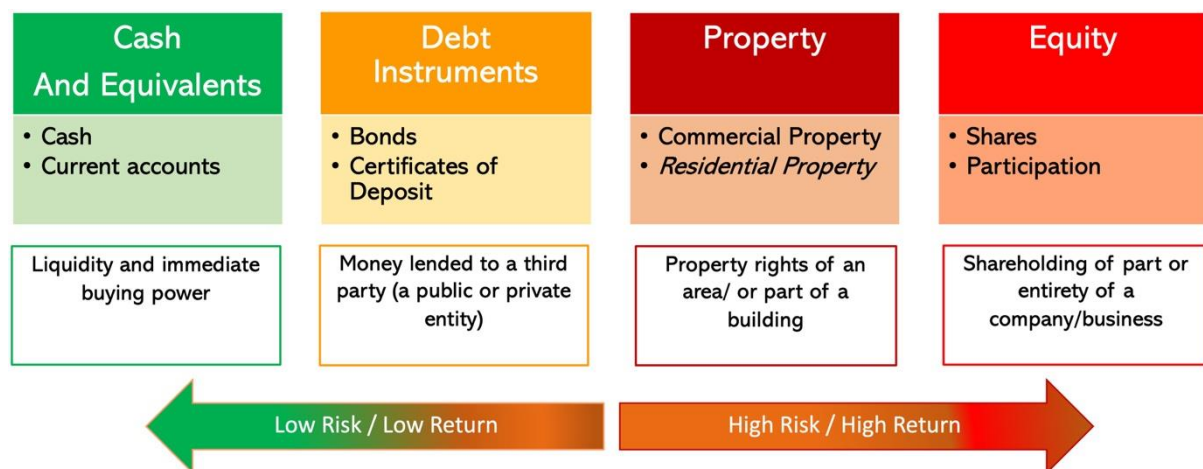 Cash
And Equivalents
• Cash
• Current accounts
Liquidity and immediate
buying power
Debt
Instruments
• Bonds
• Certificates of
Deposit
Money lended to a third
party (a public or private
entity)
Property
• Commercial Property
• Residential Property
Property rights of an
area/ or part of a
building
Equity
• Shares
• Participation
Shareholding of part or
entirety of a
company/business
Low Risk / Low Return
High Risk / High Return